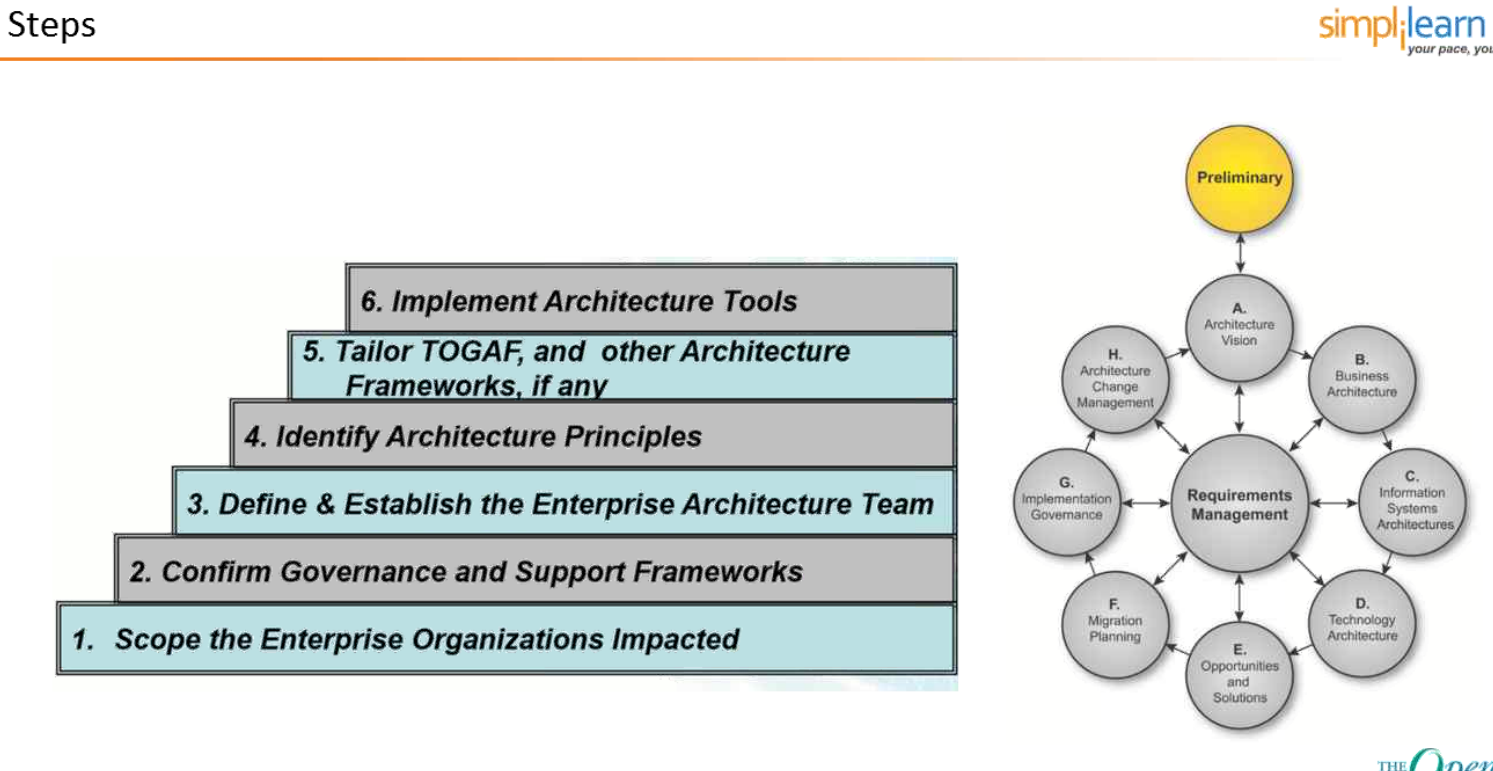 Steps
simplilearn
your pace, you
6. Implement Architecture Tools
5. Tailor TOGAF, and other Architecture
Frameworks, if any
4. Identify Architecture Principles
3. Define & Establish the Enterprise Architecture Team
2. Confirm Governance and Support Frameworks
1. Scope the Enterprise Organizations Impacted
Preliminary
A.
Architecture
Vision
B.
Business
Architecture
C.
Information
Systems
Architectures
D.
Technology
Architecture
E.
Opportunities
and
Solutions
F.
Migration
Planning
G.
Implementation
Governance
H.
Architecture
Change
Management
Requirements
Management
THE Open